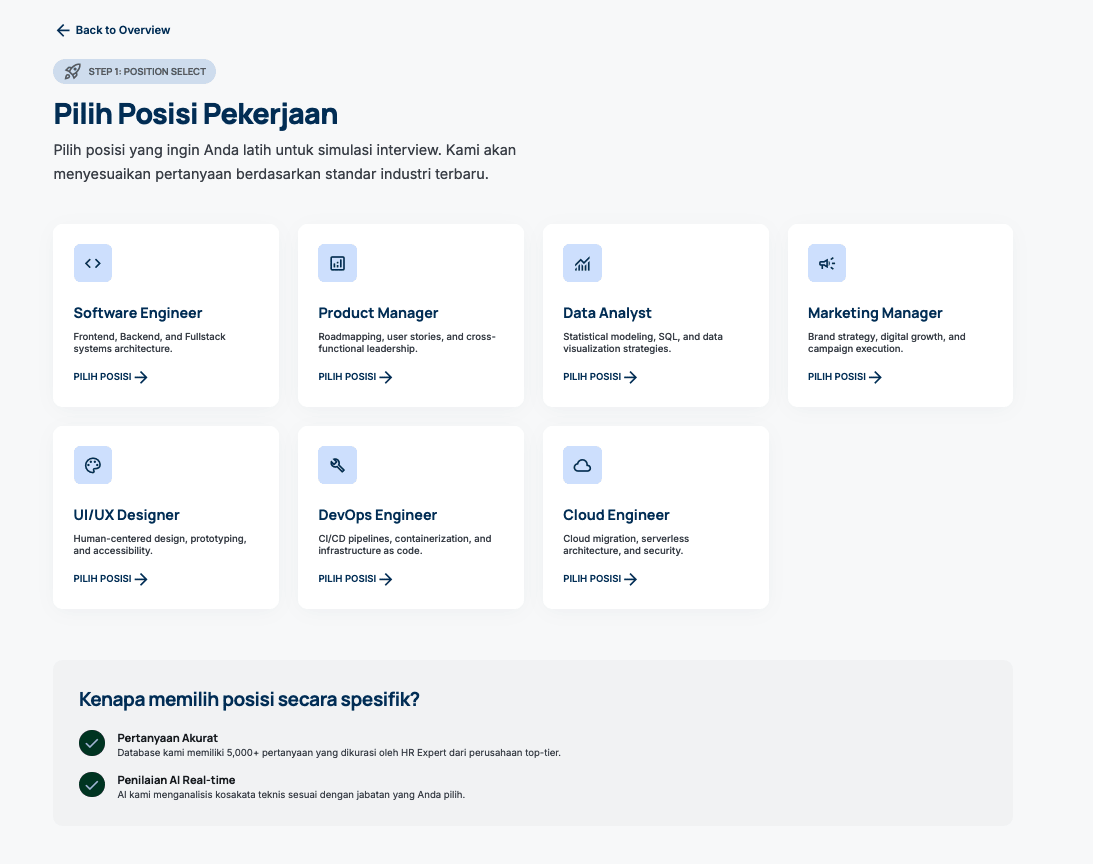 Back to Overview
STEP 1: POSITION SELECT
Pilih Posisi Pekerjaan
Pilih posisi yang ingin Anda latih untuk simulasi interview. Kami akan
menyesuaikan pertanyaan berdasarkan standar industri terbaru.
Software Engineer
Frontend, Backend, and Fullstack
systems architecture.
PILIH POSISI
Product Manager
Roadmapping, user stories, and cross-
functional leadership.
PILIH POSISI
Data Analyst
Statistical modeling, SQL, and data
visualization strategies.
PILIH POSISI
Marketing Manager
Brand strategy, digital growth, and
campaign execution.
PILIH POSISI
UI/UX Designer
Human-centered design, prototyping,
and accessibility.
PILIH POSISI
DevOps Engineer
CI/CD pipelines, containerization, and
infrastructure as code.
PILIH POSISI
Cloud Engineer
Cloud migration, serverless
architecture, and security.
PILIH POSISI
Kenapa memilih posisi secara spesifik?
Pertanyaan Akurat
Database kami memiliki 5,000+ pertanyaan yang dikurasi oleh HR Expert dari perusahaan top-tier.
Penilaian AI Real-time
AI kami menganalisis kosakata teknis sesuai dengan jabatan yang Anda pilih.